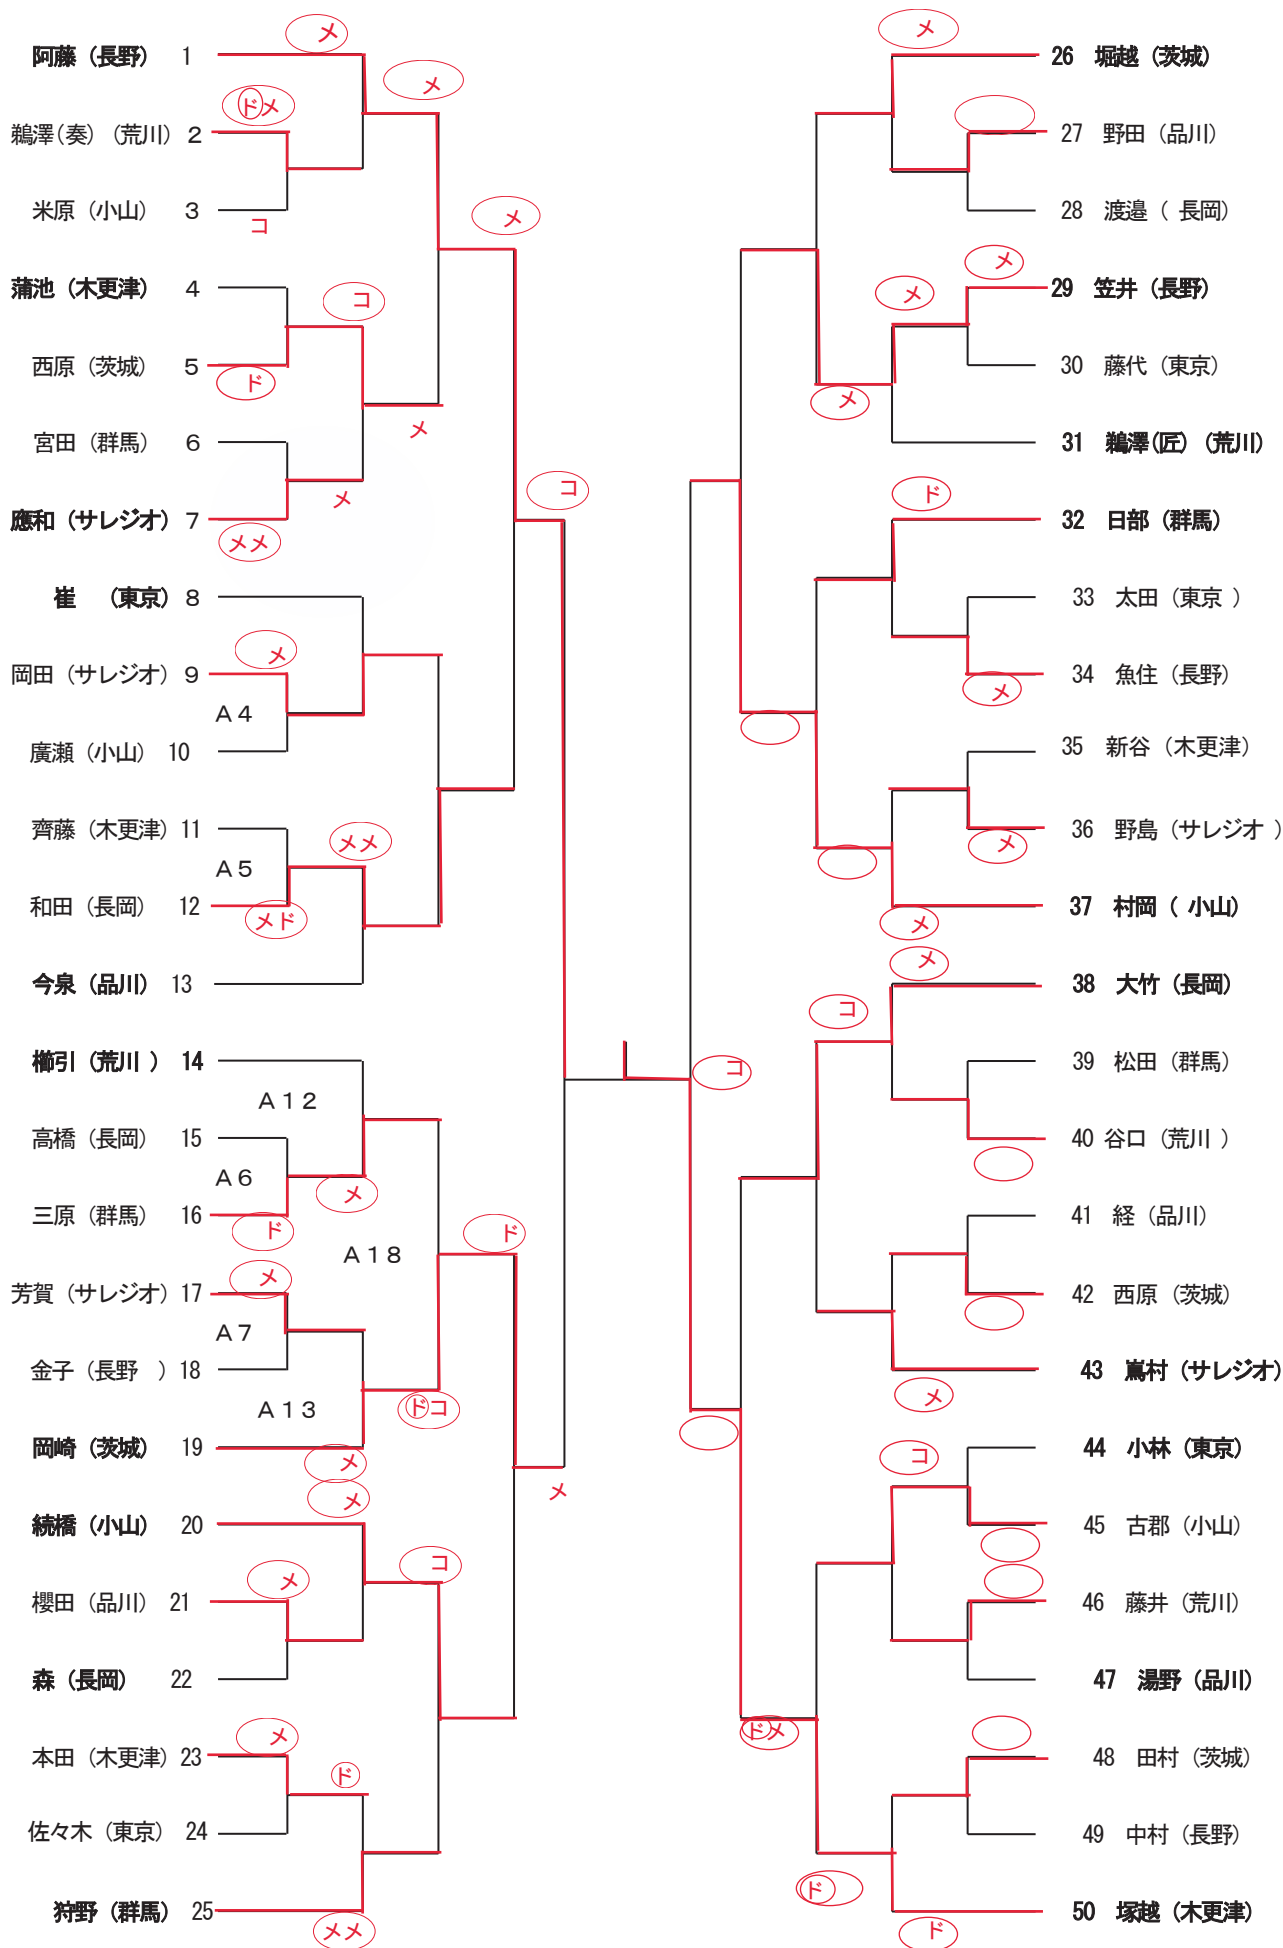 メ
阿藤（長野） 1
メ
ドメ
鵜澤（奏）（荒川） 2
米原（小山） 3
コ
メ
蒲池（木更津） 4
コ
西原（茨城） 5
ド
メ
宮田（群馬） 6
メ
應和（サレジオ） 7
メメ
コ
崔 （東京） 8
メ
岡田（サレジオ） 9
A4
廣瀬（小山） 10
齊藤（木更津） 11
メメ
A5
和田（長岡） 12
メド
今泉（品川） 13
櫛引（荒川 ） 14
A12
高橋（長岡） 15
A6
メ
三原（群馬） 16
ド
ド
A18
メ
芳賀（サレジオ） 17
A7
金子（長野 ） 18
A13
ドコ
岡崎（茨城） 19
メ
メ
メ
続橋（小山） 20
コ
メ
櫻田（品川） 21
森（長岡） 22
メ
本田（木更津） 23
ド
佐々木（東京） 24
狩野（群馬） 25
メメ
メ
26 堀越（茨城）
27 野田（品川）
28 渡邉（ 長岡）
メ
メ
29 笠井（長野）
30 藤代（東京）
メ
31 鵜澤（匠）（荒川）
ド
32 日部（群馬）
33 太田（東京 ）
34 魚住（長野）
メ
35 新谷（木更津）
36 野島（サレジオ ）
メ
37 村岡（ 小山）
メ
メ
38 大竹（長岡）
コ
39 松田（群馬）
コ
40 谷口（荒川 ）
41 経（品川）
42 西原（茨城）
43 嶌村（サレジオ）
メ
44 小林（東京）
コ
45 古郡（小山）
46 藤井（荒川）
47 湯野（品川）
ドメ
48 田村（茨城）
49 中村（長野）
ド
50 塚越（木更津）
ド